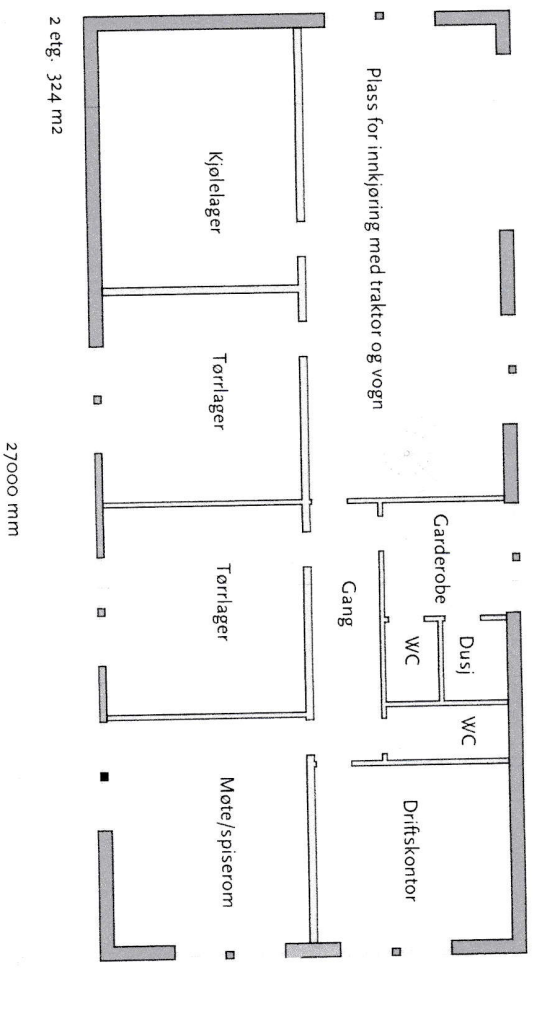 Plass for innkjøring med traktor og vogn
Garderobe
Dusj
WC
WC
Driftskontor
Gang
Kjølelager
Tørrlager
Tørrlager
Møte/spiserom
2 etg. 324 m2
27000 mm